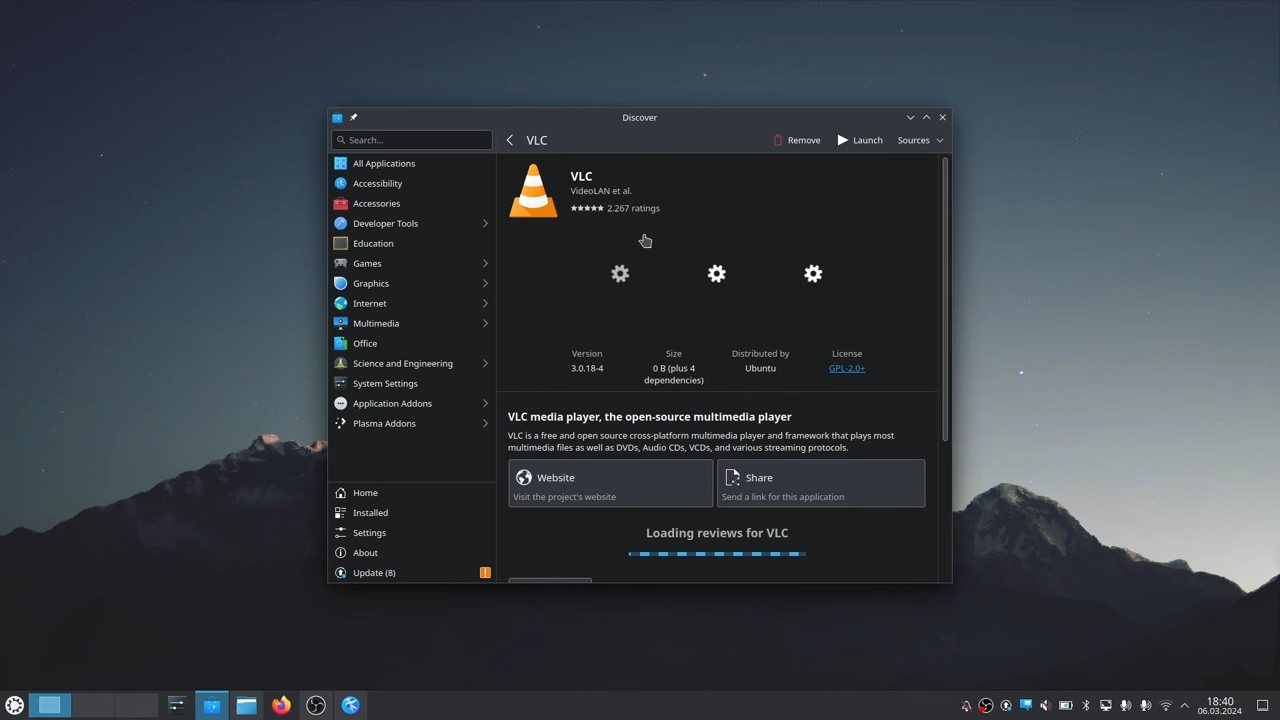 Discover
Search...
VLC
Remove
Launch
Sources
All Applications
Accessibility
Accessories
Developer Tools
Education
Games
Graphics
Internet
Multimedia
Office
Science and Engineering
System Settings
Application Addons
Plasma Addons
Home
Installed
Settings
About
Update (8)
VLC
VideoLAN et al.
2.267 ratings
Version
3.0.18-4
Size
0 B (plus 4
dependencies)
Distributed by
Ubuntu
License
GPL-2.0+
VLC media player, the open-source multimedia player
VLC is a free and open source cross-platform multimedia player and framework that plays most
multimedia files as well as DVDs, Audio CDs, VCDs, and various streaming protocols.
Website
Visit the project's website
Share
Send a link for this application
Loading reviews for VLC
18:40
06.03.2024